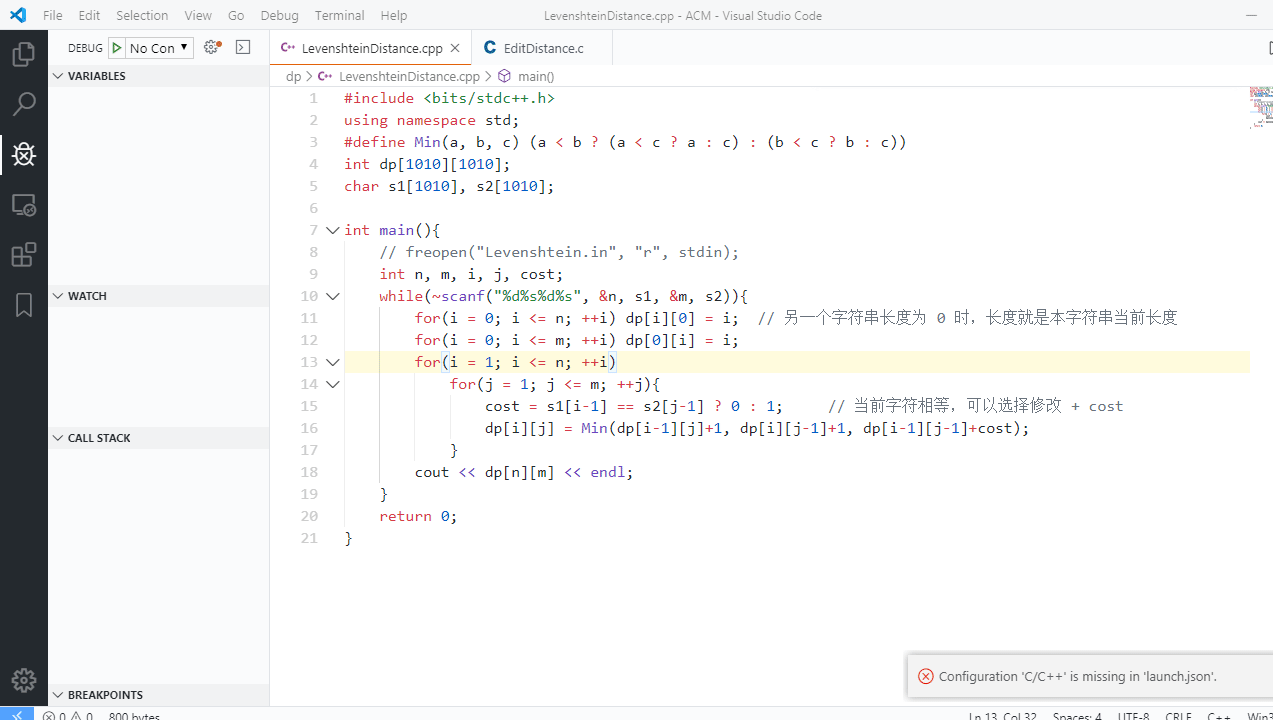 File Edit Selection View Go Debug Terminal Help LevenshteinDistance.cpp - ACM - Visual Studio Code
DEBUG No Con LevenshteinDistance.cpp EditDistance.c
VARIABLES
dp LevenshteinDistance.cpp main()
1 #include <bits/stdc++.h>
2 using namespace std;
3 #define Min(a, b, c) (a < b ? (a < c ? a : c) : (b < c ? b : c))
4 int dp[1010][1010];
5 char s1[1010], s2[1010];
6
7 int main(){
8 // freopen("Levenshtein.in", "r", stdin);
9 int n, m, i, j, cost;
10 while(~scanf("%d%s%d%s", &n, s1, &m, s2)){
11 for(i = 0; i <= n; ++i) dp[i][0] = i; // 另一个字符串长度为 0 时，长度就是本字符串当前长度
12 for(i = 0; i <= m; ++i) dp[0][i] = i;
13 for(i = 1; i <= n; ++i)
14 for(j = 1; j <= m; ++j){
15 cost = s1[i-1] == s2[j-1] ? 0 : 1; // 当前字符相等，可以选择修改 + cost
16 dp[i][j] = Min(dp[i-1][j]+1, dp[i][j-1]+1, dp[i-1][j-1]+cost);
17 }
18 cout << dp[n][m] << endl;
19 }
20 return 0;
21 }
WATCH
CALL STACK
BREAKPOINTS
Configuration 'C/C++' is missing in 'launch.json'.
0 0 800 bytes Ln 13, Col 32 Spaces: 4 UTF-8 CRLF C++